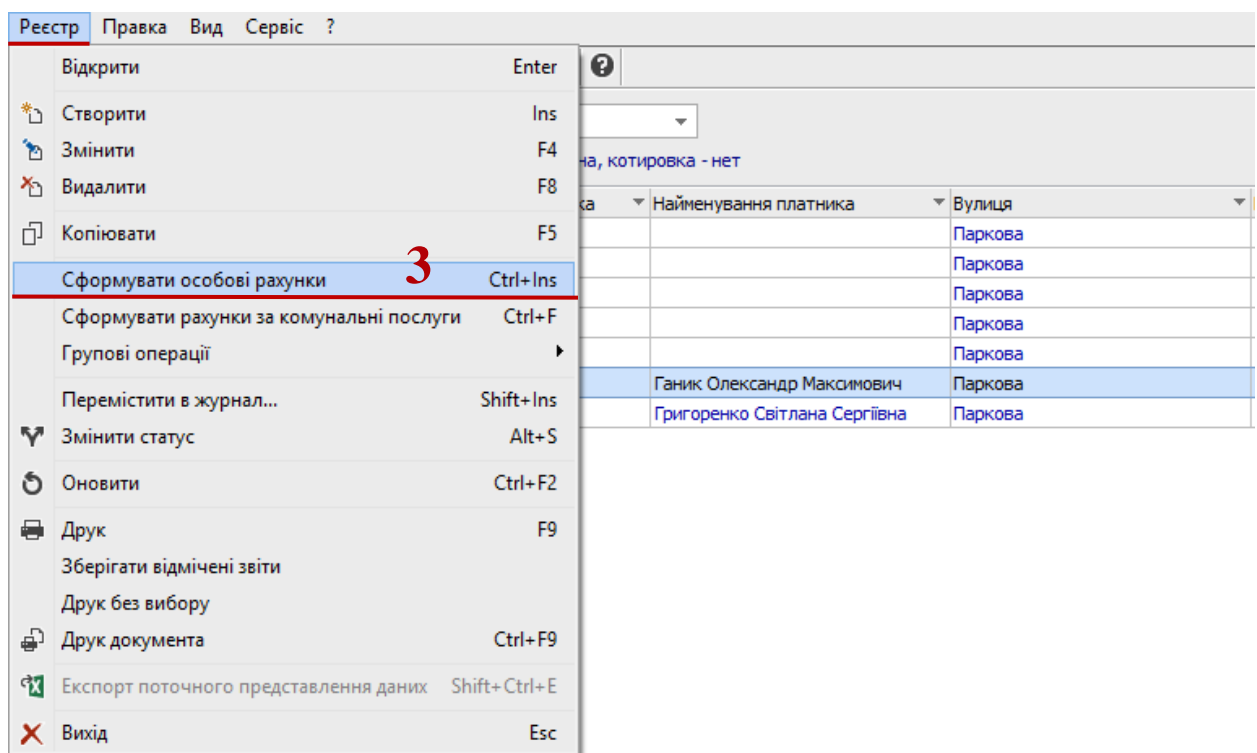 Реєстр Правка Вид Сервіс ?
Відкрити Enter
Створити Ins
Змінити F4
на, котировка - нет
Видалити F8
ка Найменування платника Вулиця
Копіювати F5
Паркова
Паркова
3
Сформувати особові рахунки Ctrl+Ins
Паркова
Сформувати рахунки за комунальні послуги Ctrl+F
Паркова
Групові операції
Паркова
Ганик Олександр Максимович Паркова
Перемістити в журнал... Shift+Ins
Григоренко Світлана Сергіївна Паркова
Змінити статус Alt+S
Оновити Ctrl+F2
Друк F9
Зберігати відмічені звіти
Друк без вибору
Друк документа Ctrl+F9
Експорт поточного представлення даних Shift+Ctrl+E
Вихід Esc